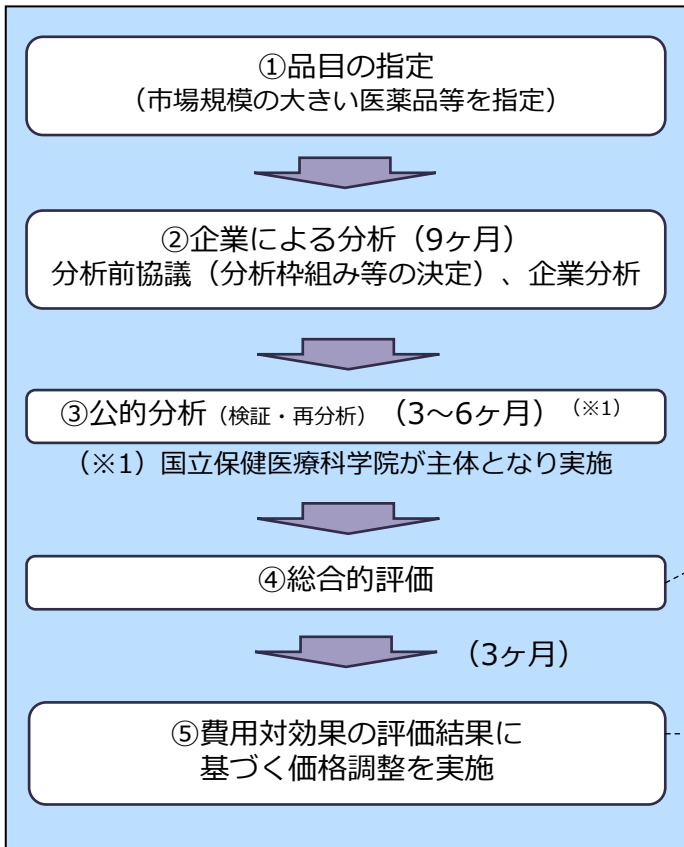 ①品目の指定
（市場規模の大きい医薬品等を指定）
②企業による分析（9ヶ月）
分析前協議（分析枠組み等の決定）、企業分析
③公的分析（検証・再分析）（3～6ヶ月）（※1）
（※1）国立保健医療科学院が主体となり実施
④総合的評価
（3ヶ月）
⑤費用対効果の評価結果に
基づく価格調整を実施